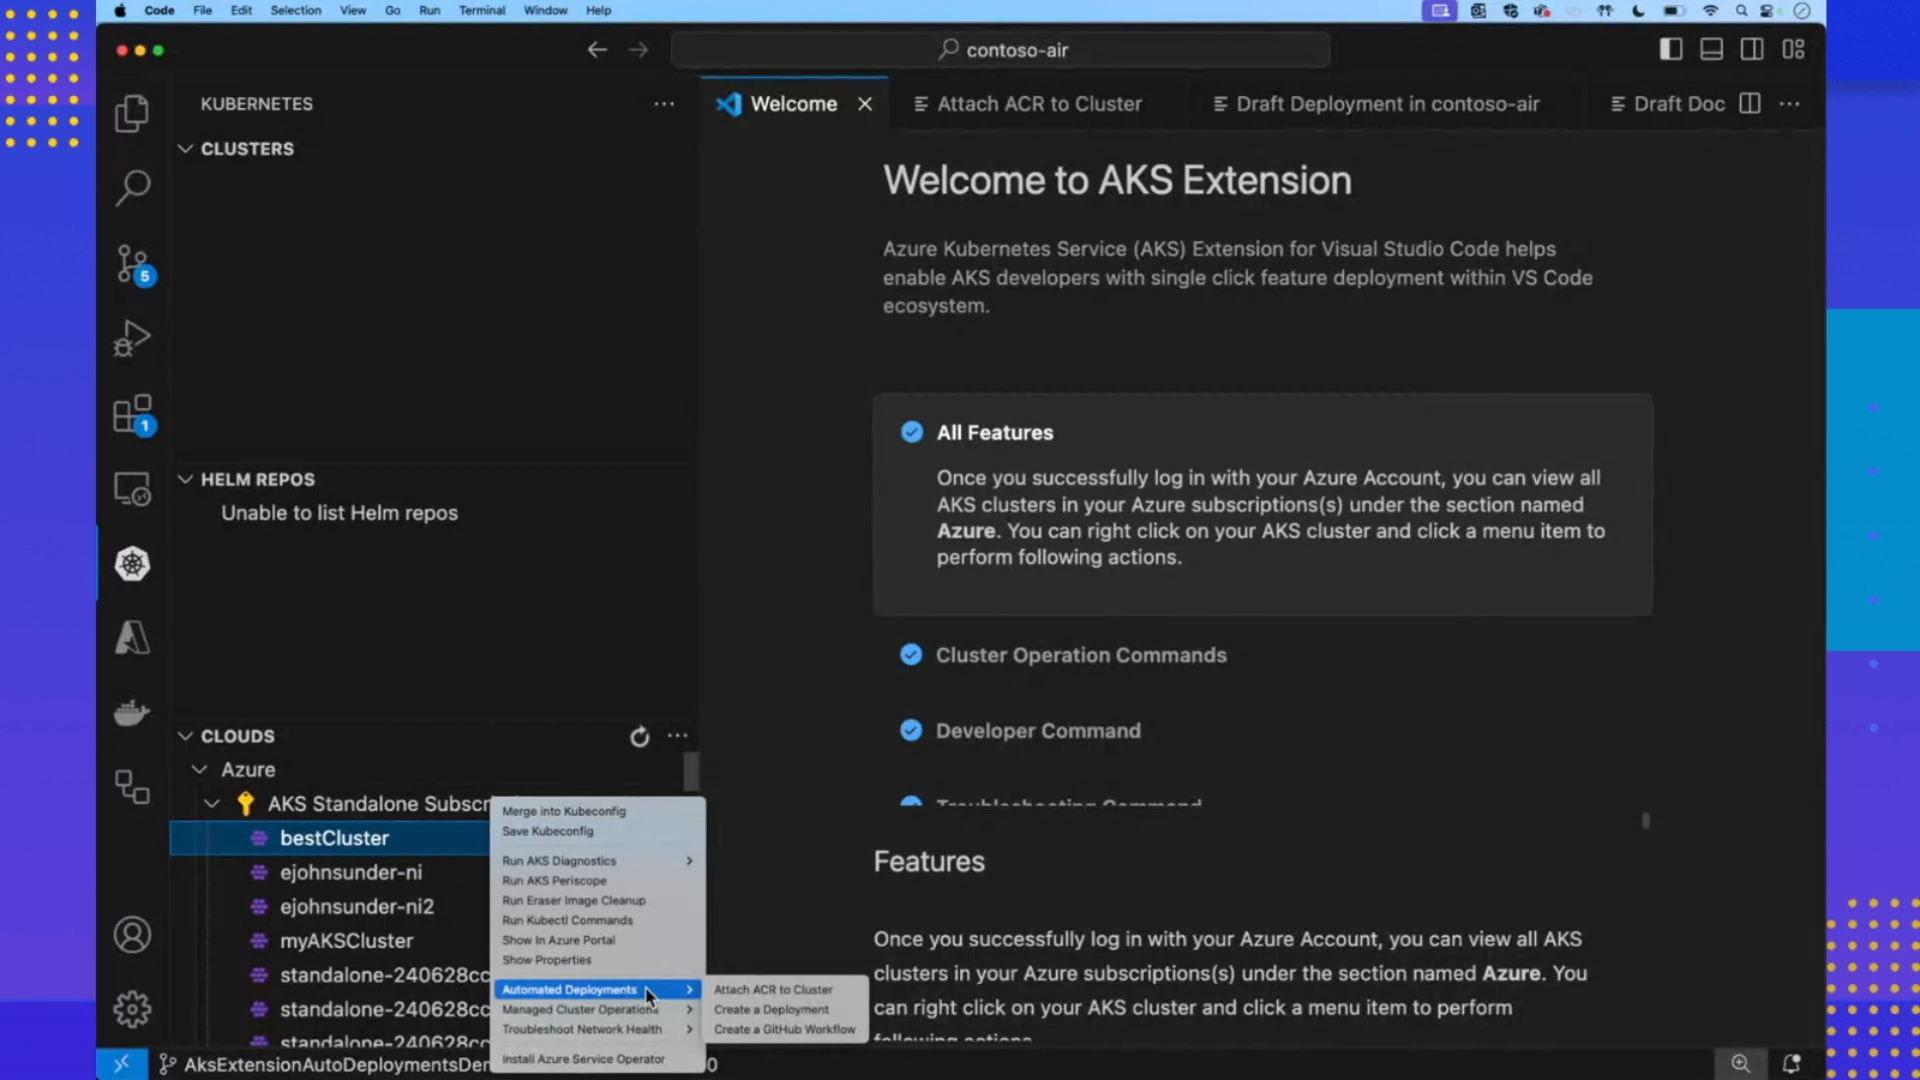 Code File Edit Selection View Go Run Terminal Window Help
contoso-air
KUBERNETES
CLUSTERS
HELM REPOS
Unable to list Helm repos
CLOUDS
Azure
AKS Standalone Subscr
bestCluster
ejohnsunder-ni
ejohnsunder-ni2
myAKSCluster
standalone-240628cc
standalone-240628cc
standalone-240628cc
5
1
Merge into Kubeconfig
Save Kubeconfig
Run AKS Diagnostics
Run AKS Periscope
Run Eraser Image Cleanup
Run Kubectl Commands
Show In Azure Portal
Show Properties
Automated Deployments
Managed Cluster Operations
Troubleshoot Network Health
Install Azure Service Operator
Attach ACR to Cluster
Create a Deployment
Create a GitHub Workflow
Welcome
Attach ACR to Cluster
Draft Deployment in contoso-air
Draft Doc
Welcome to AKS Extension
Azure Kubernetes Service (AKS) Extension for Visual Studio Code helps
enable AKS developers with single click feature deployment within VS Code
ecosystem.
All Features
Once you successfully log in with your Azure Account, you can view all
AKS clusters in your Azure subscriptions(s) under the section named
Azure. You can right click on your AKS cluster and click a menu item to
perform following actions.
Cluster Operation Commands
Developer Command
Troubleshooting Command
Features
Once you successfully log in with your Azure Account, you can view all AKS
clusters in your Azure subscriptions(s) under the section named Azure. You
can right click on your AKS cluster and click a menu item to perform
following actions.
AksExtensionAutoDeploymentsDem
0